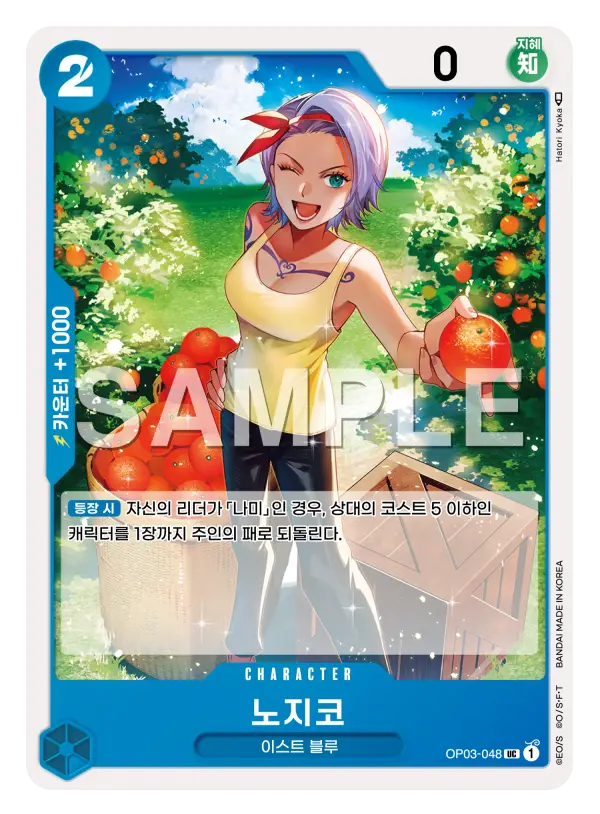 2
0
지혜
知
Hatori Kyoka
카운터 +1000
SAMPLE
등장 시 자신의 리더가 「나미」인 경우, 상대의 코스트 5 이하인
캐릭터를 1장까지 주인의 패로 되돌린다.
CHARACTER
노지코
이스트 블루
OP03-048 UC 1
©EO/S ©O/S·F·T BANDAI MADE IN KOREA